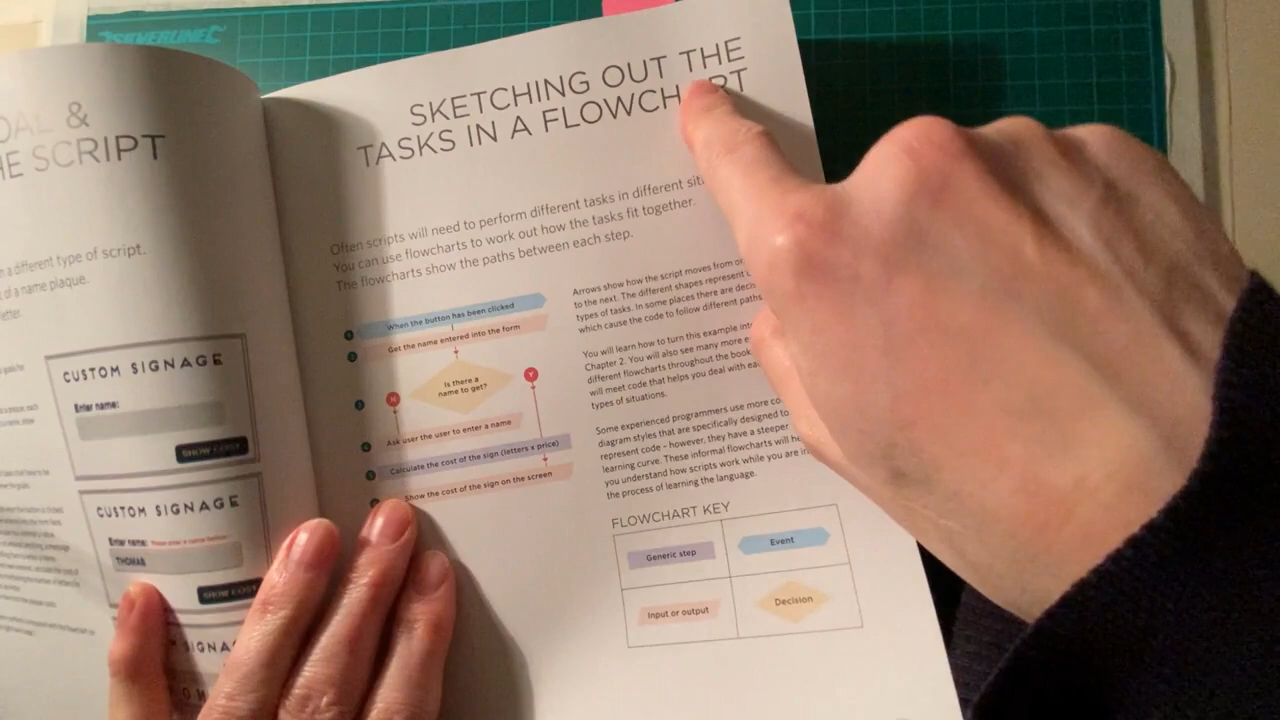 SILVERLINE
& 
HE SCRIPT
n a different type of script.
of a name plaque.
letter.
CUSTOM SIGNAGE
Enter name:
SHOW COST
CUSTOM SIGNAGE
Enter name:
THOMAS
SHOW COST
SIGNA
SKETCHING OUT THE
TASKS IN A FLOWCH RT
Often scripts will need to perform different tasks in different sit
You can use flowcharts to work out how the tasks fit together.
The flowcharts show the paths between each step.
When the button has been clicked
Get the name entered into the form
Is there a
name to get?
N
Y
Ask user the user to enter a name
Calculate the cost of the sign (letters x price)
Show the cost of the sign on the screen
Arrows show how the script moves from o
to the next. The different shapes represent
types of tasks. In some places there are deci
which cause the code to follow different paths.
You will learn how to turn this example int
Chapter 2. You will also see many more e
different flowcharts throughout the book
will meet code that helps you deal with ea
types of situations.
Some experienced programmers use more co
diagram styles that are specifically designed to
represent code - however, they have a steeper
learning curve. These informal flowcharts will he
you understand how scripts work while you are in
the process of learning the language.
FLOWCHART KEY
Generic step
Event
Input or output
Decision